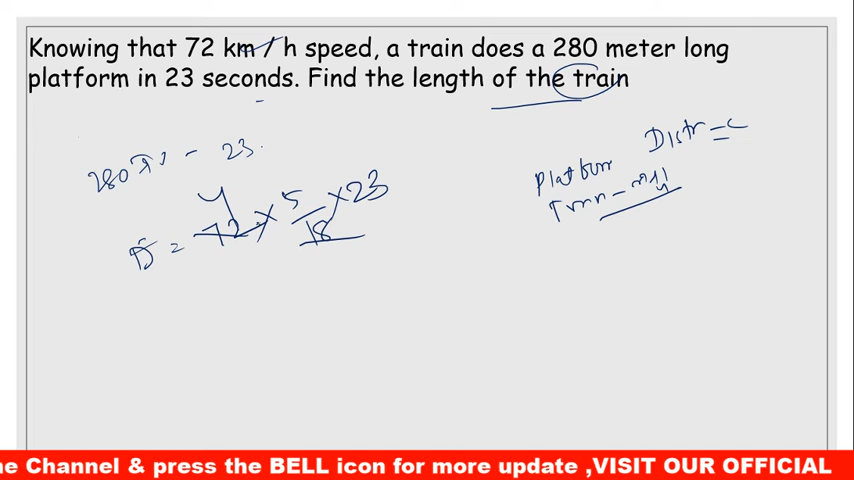 Knowing that 72 km / h speed, a train does a 280 meter long
platform in 23 seconds. Find the length of the train
280 - 23.
4
D = 72 × 5/18 × 23
Platform
Train -
he Channel & press the BELL icon for more update ,VISIT OUR OFFICIAL